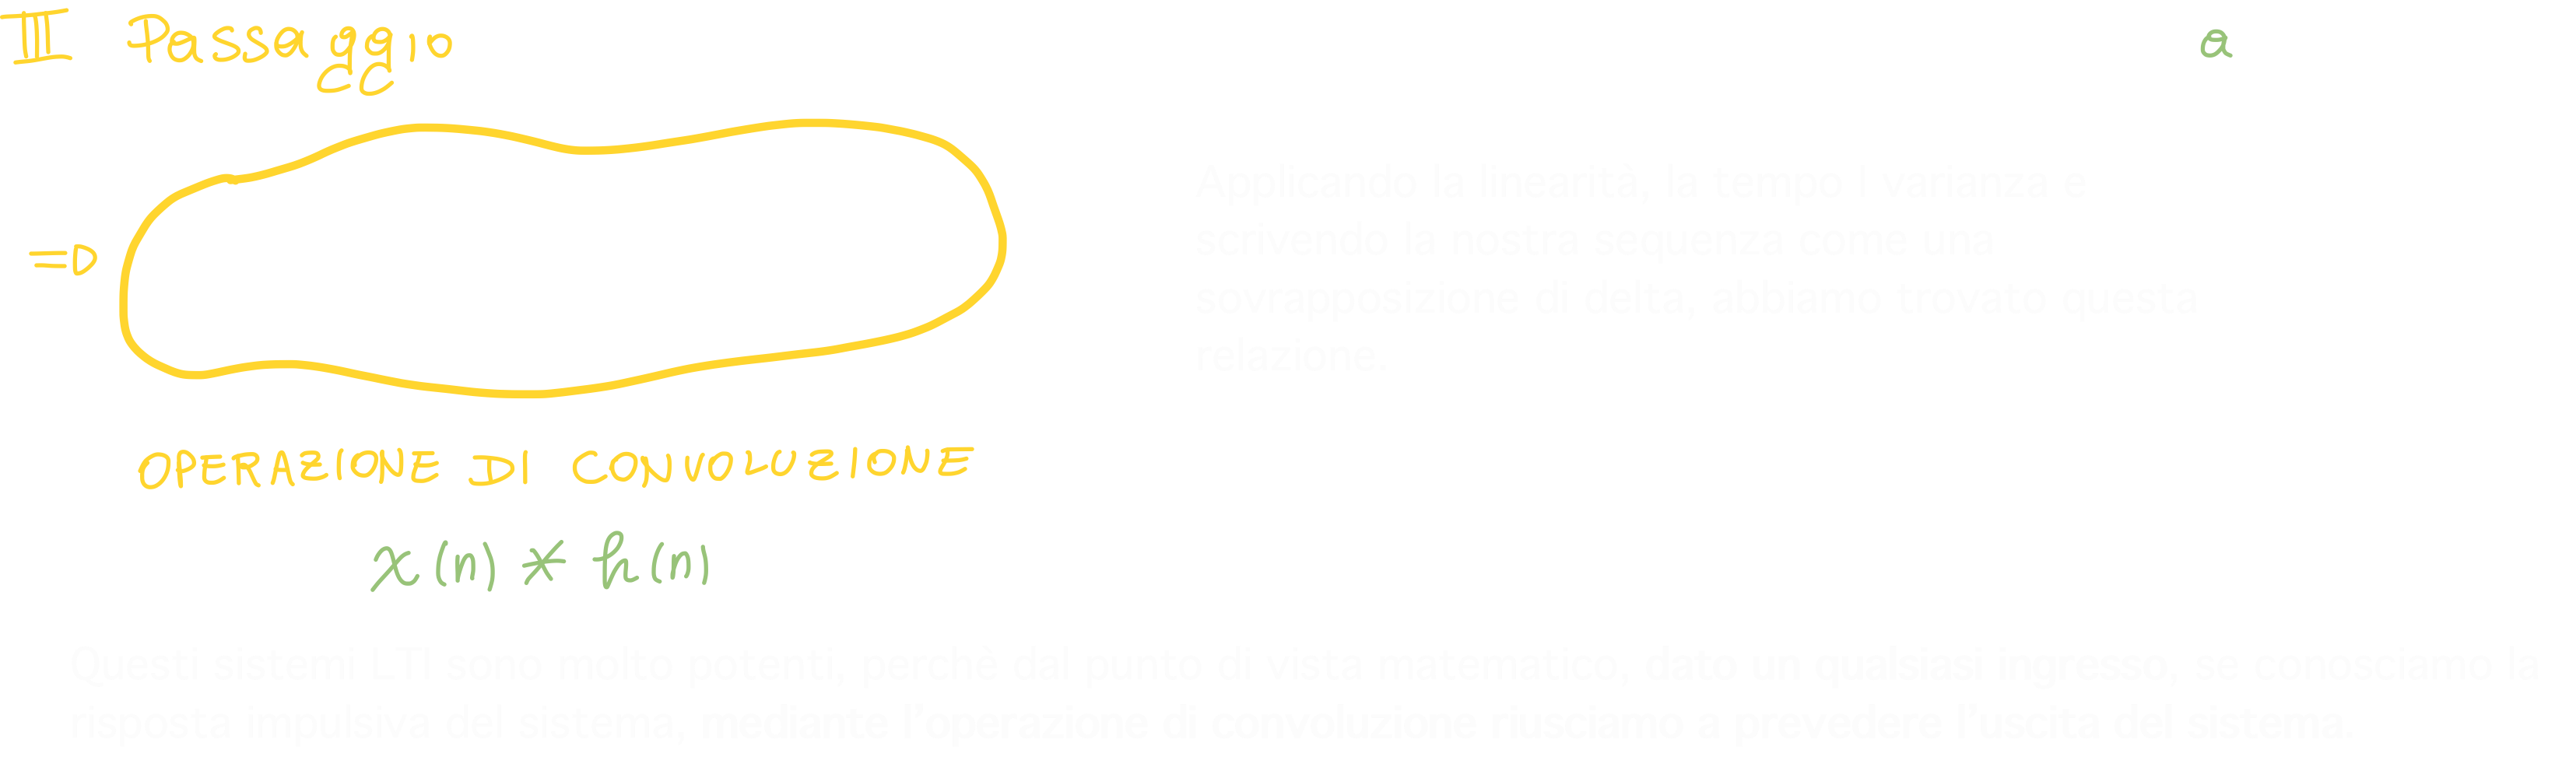 III Passaggio
a
Applicando la linearità, la tempo I varianza e
scrivendo la nostra sequenza come una
sovrapposizione di delta, abbiamo trovato questa
relazione.
=D
OPERAZIONE DI CONVOLUZIONE
x(n) * h(n)
Questi sistemi LTI sono molto potenti, perchè dal punto di vista matematico, dato un qualsiasi ingresso, se conosciamo la
risposta impulsiva del sistema, mediante l'operazione di convoluzione riusciamo a prevedere l'uscita del sistema.